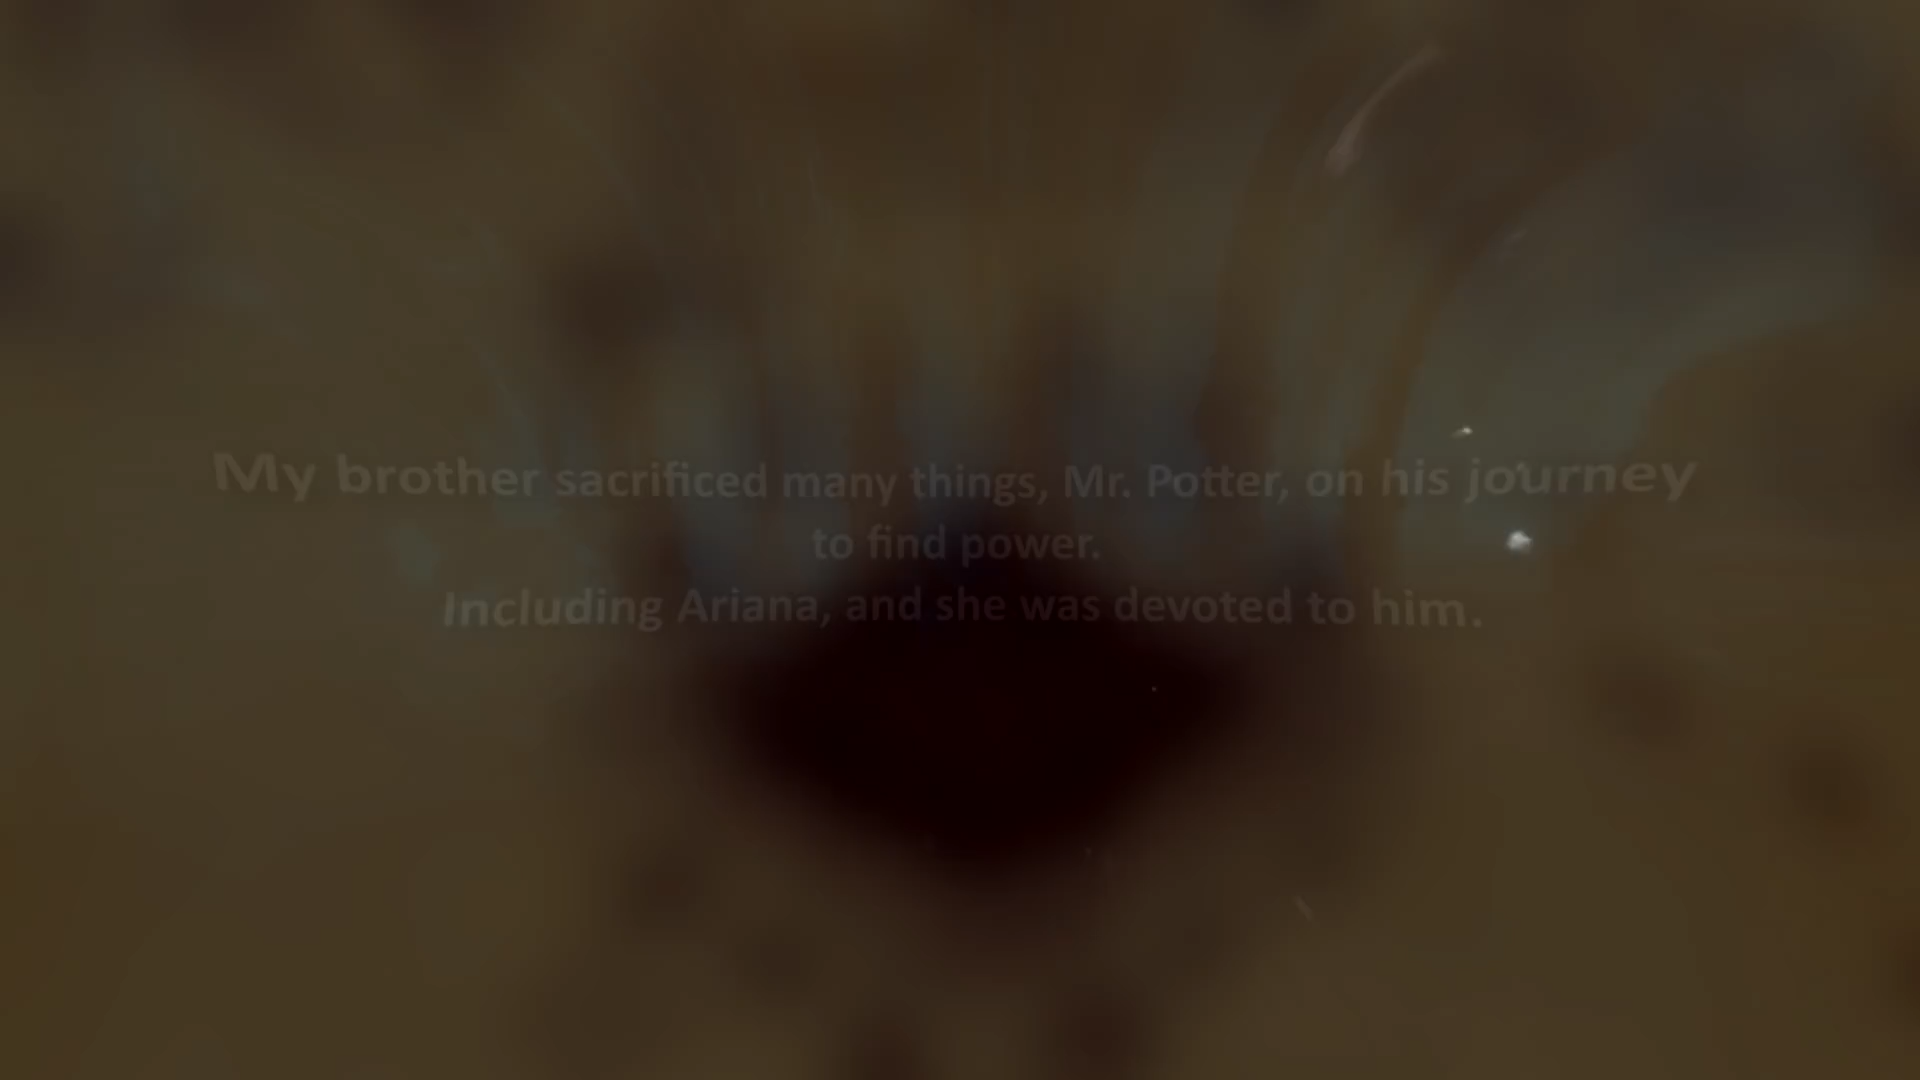 My brother sacrificed many things, Mr. Potter, on his journey
to find power.
Including Ariana, and she was devoted to him.